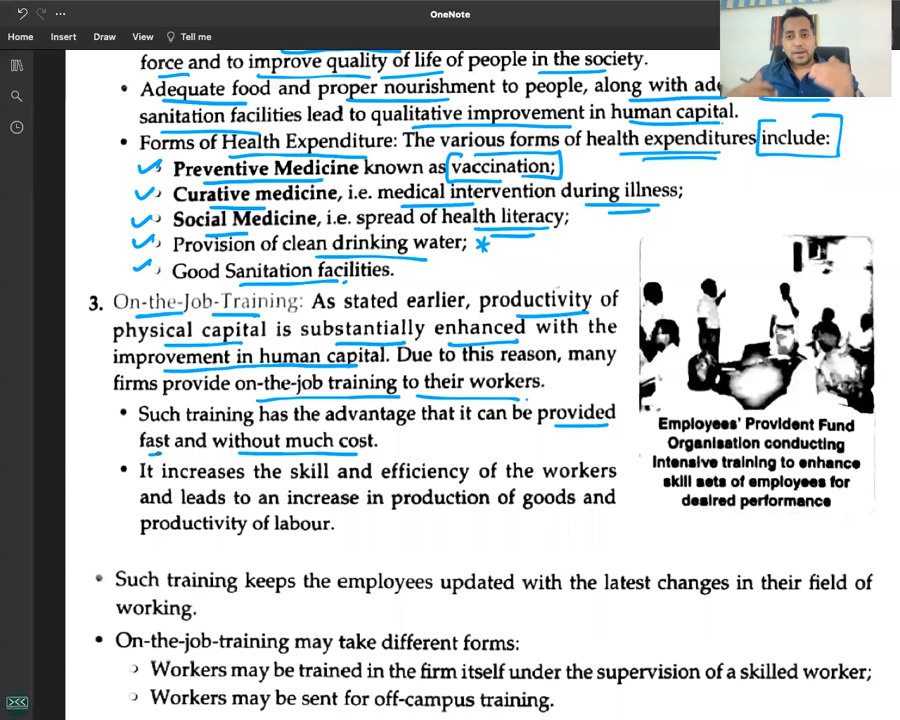 OneNote
Home Insert Draw View Tell me
force and to improve quality of life of people in the society.
• Adequate food and proper nourishment to people, along with
sanitation facilities lead to qualitative improvement in human capital.
• Forms of Health Expenditure: The various forms of health expenditures include:
Preventive Medicine known as vaccination;
Curative medicine, i.e. medical intervention during illness;
Social Medicine, i.e. spread of health literacy;
Provision of clean drinking water; *
Good Sanitation facilities.
3. On-the-Job-Training: As stated earlier, productivity of
physical capital is substantially enhanced with the
improvement in human capital. Due to this reason, many
firms provide on-the-job training to their workers.
• Such training has the advantage that it can be provided
fast and without much cost.
• It increases the skill and efficiency of the workers
and leads to an increase in production of goods and
productivity of labour.
Employees' Provident Fund
Organisation conducting
intensive training to enhance
skill sets of employees for
desired performance
• Such training keeps the employees updated with the latest changes in their field of
working.
• On-the-job-training may take different forms:
Workers may be trained in the firm itself under the supervision of a skilled worker;
Workers may be sent for off-campus training.